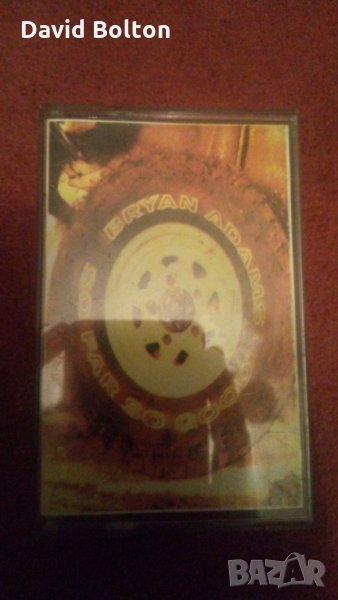 David Bolton
BRYAN ADAMS
SO FAR SO GOOD
BAZAR